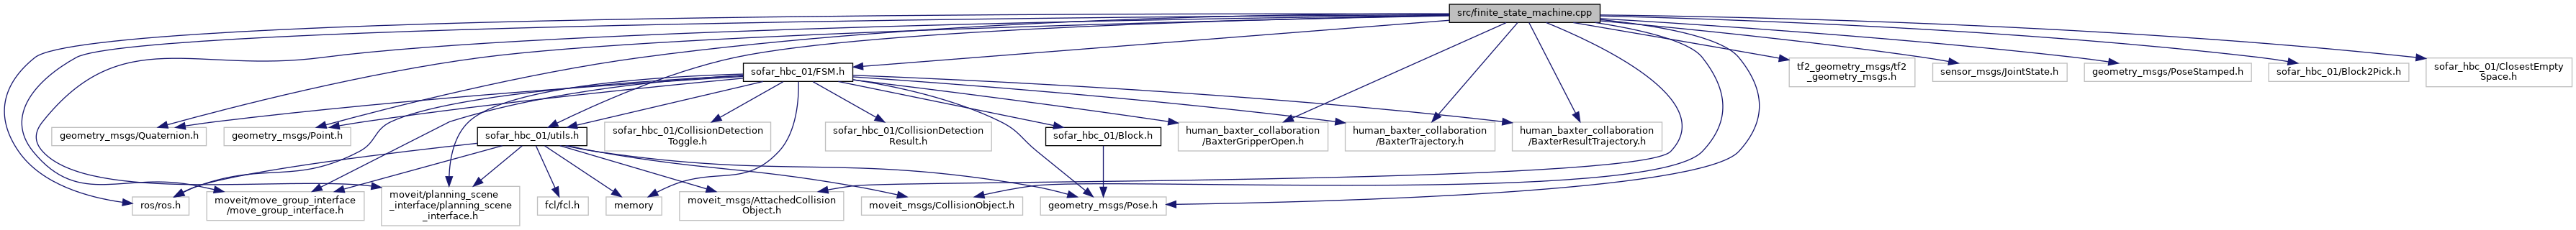 src/finite_state_machine.cpp
sofar_hbc_01/FSM.h
tf2_geometry_msgs/tf2
_geometry_msgs.h
sensor_msgs/JointState.h
geometry_msgs/PoseStamped.h
sofar_hbc_01/Block2Pick.h
sofar_hbc_01/ClosestEmpty
Space.h
geometry_msgs/Quaternion.h
geometry_msgs/Point.h
sofar_hbc_01/utils.h
sofar_hbc_01/CollisionDetection
Toggle.h
sofar_hbc_01/CollisionDetection
Result.h
sofar_hbc_01/Block.h
human_baxter_collaboration
/BaxterGripperOpen.h
human_baxter_collaboration
/BaxterTrajectory.h
human_baxter_collaboration
/BaxterResultTrajectory.h
ros/ros.h
moveit/move_group_interface
/move_group_interface.h
moveit/planning_scene
_interface/planning_scene
_interface.h
fcl/fcl.h
memory
moveit_msgs/AttachedCollision
Object.h
moveit_msgs/CollisionObject.h
geometry_msgs/Pose.h